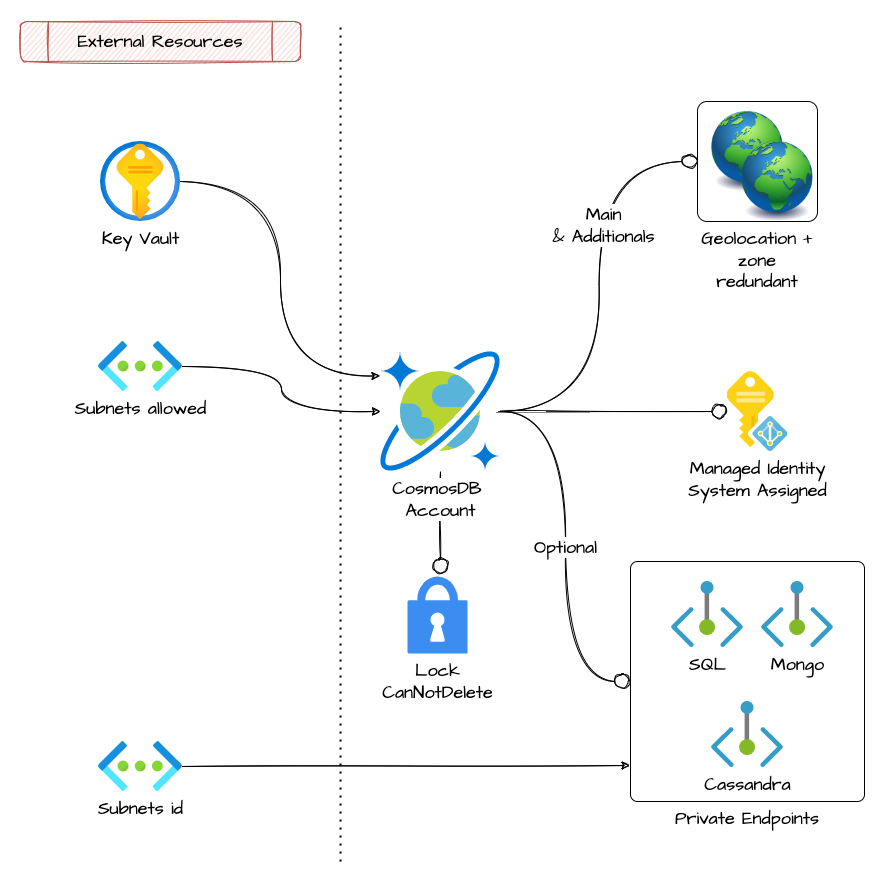 External Resources
Key Vault
Main
& Additionals
Geolocation +
zone
redundant
Subnets allowed
Managed Identity
System Assigned
CosmosDB
Account
Optional
Lock
CanNotDelete
SQL
Mongo
Cassandra
Subnets id
Private Endpoints